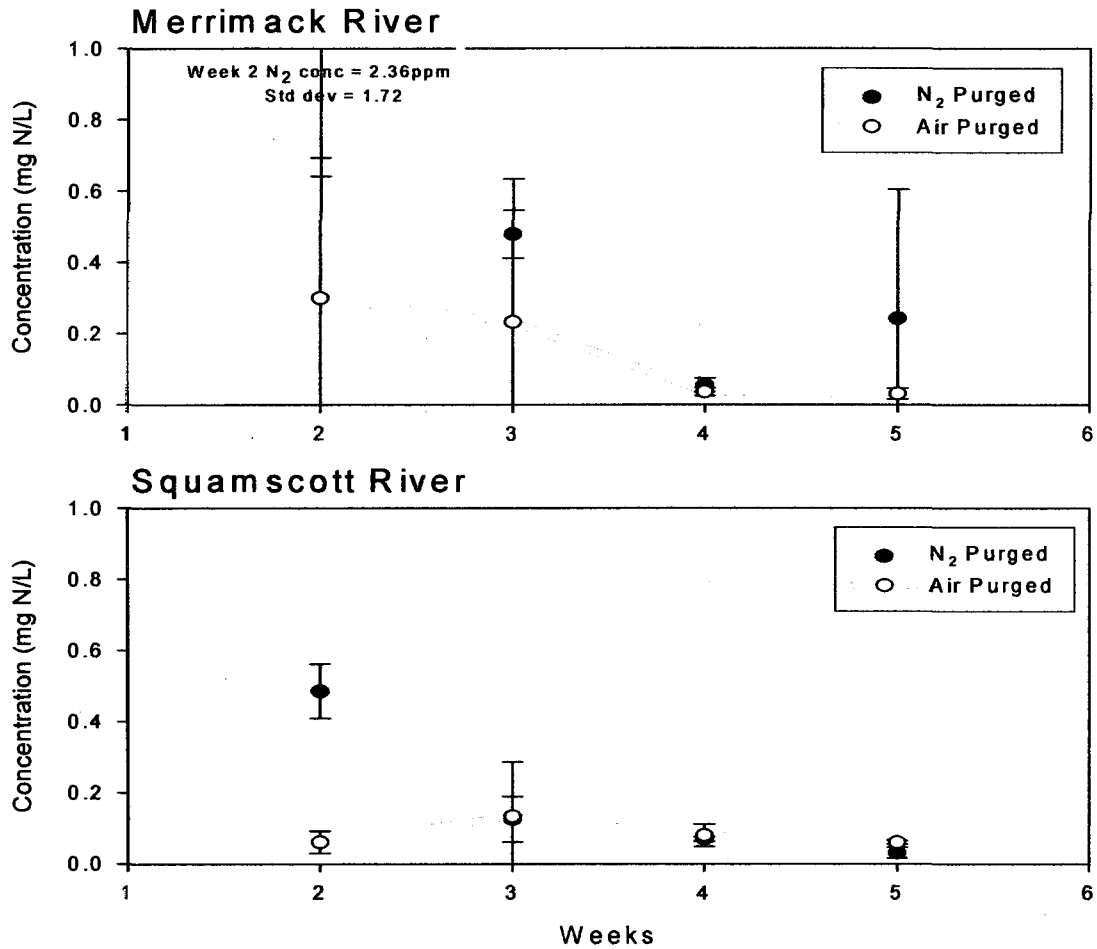 Merrimack River
Week 2 N2 conc = 2.36ppm
Std dev = 1.72
N2 Purged
Air Purged
Concentration (mg N/L)
1.0
0.8
0.6
0.4
0.2
0.0
1 2 3 4 5 6
Squamscott River
N2 Purged
Air Purged
Concentration (mg N/L)
1.0
0.8
0.6
0.4
0.2
0.0
1 2 3 4 5 6
Weeks